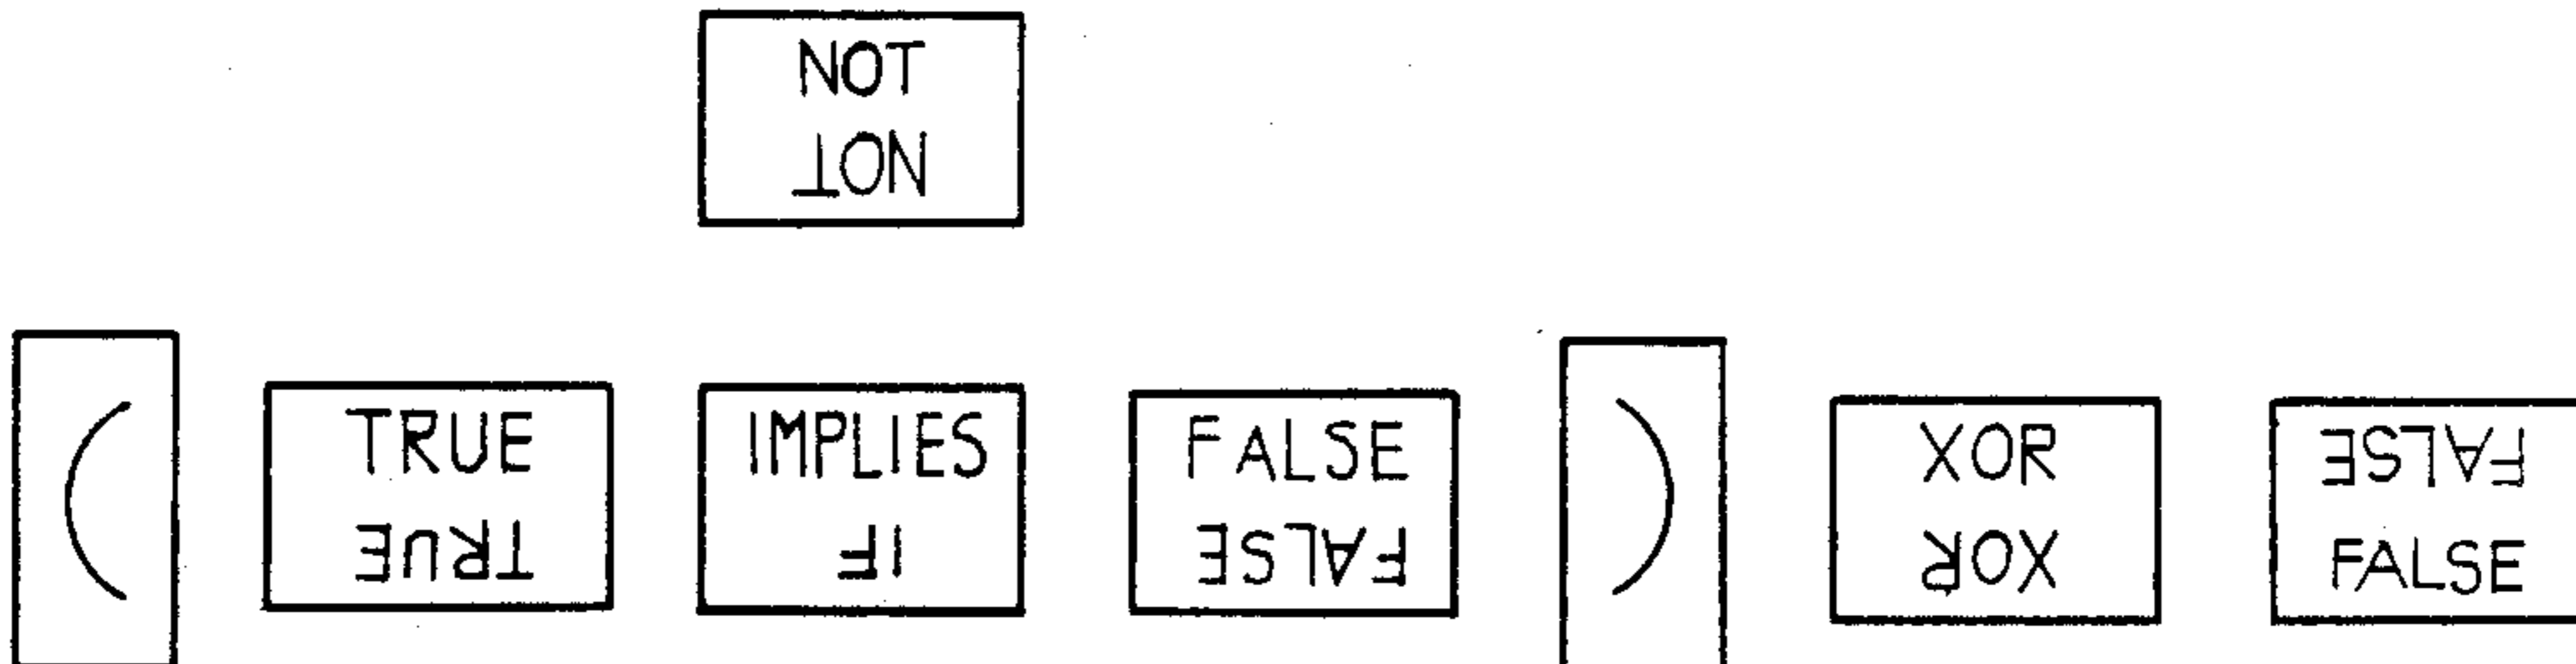 NOT
NOT
( TRUE IMPLIES FALSE ) XOR FALSE
TRUE IF FALSE XOR FALSE